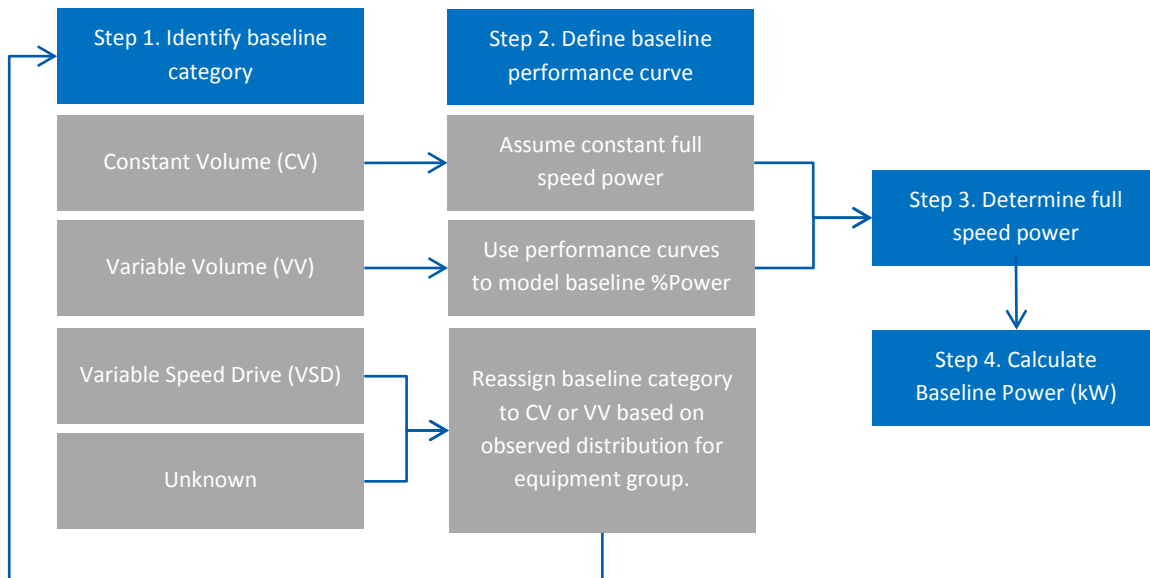 Step 1. Identify baseline
category
Step 2. Define baseline
performance curve
Constant Volume (CV)
Assume constant full
speed power
Variable Volume (VV)
Use performance curves
to model baseline %Power
Variable Speed Drive (VSD)
Unknown
Reassign baseline category
to CV or VV based on
observed distribution for
equipment group.
Step 3. Determine full
speed power
Step 4. Calculate
Baseline Power (kW)